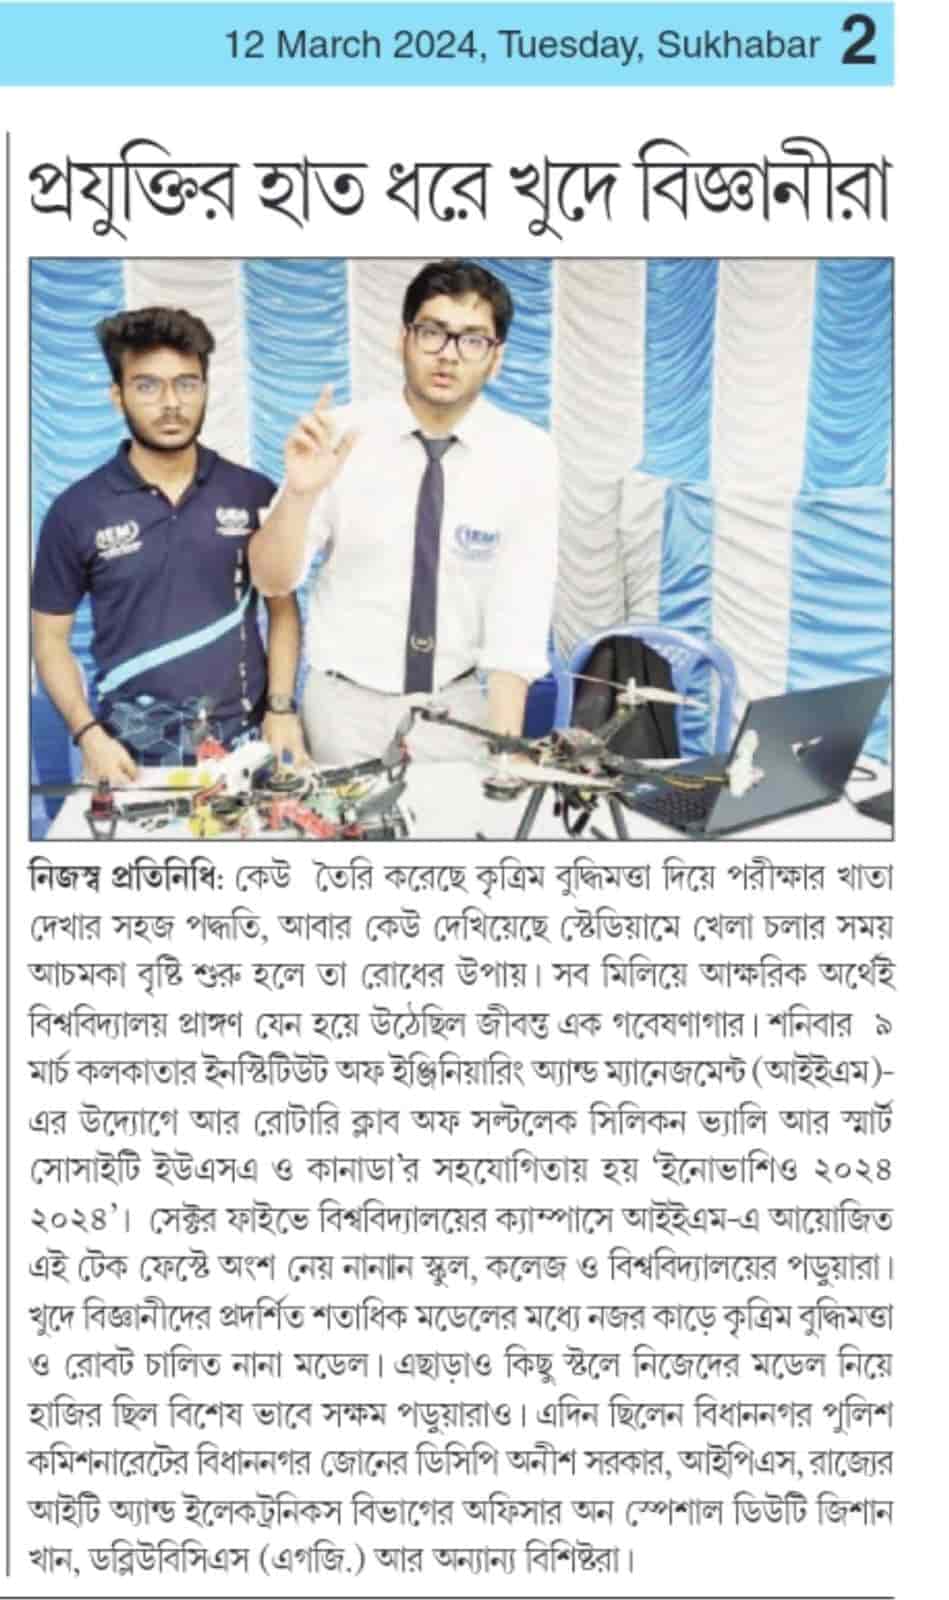 12 March 2024, Tuesday, Sukhabar 2
প্রযুক্তির হাত ধরে খুদে বিজ্ঞানীরা
IEM
IEM
IEM
নিজস্ব প্রতিনিধি: কেউ তৈরি করেছে কৃত্রিম বুদ্ধিমত্তা দিয়ে পরীক্ষার খাতা
দেখার সহজ পদ্ধতি, আবার কেউ দেখিয়েছে স্টেডিয়ামে খেলা চলার সময়
আচমকা বৃষ্টি শুরু হলে তা রোধের উপায়। সব মিলিয়ে আক্ষরিক অর্থেই
বিশ্ববিদ্যালয় প্রাঙ্গণ যেন হয়ে উঠেছিল জীবন্ত এক গবেষণাগার। শনিবার ৯
মার্চ কলকাতার ইনস্টিটিউট অফ ইঞ্জিনিয়ারিং অ্যান্ড ম্যানেজমেন্ট (আইইএম)-
এর উদ্যোগে আর রোটারি ক্লাব অফ সল্টলেক সিলিকন ভ্যালি আর স্মার্ট
সোসাইটি ইউএসএ ও কানাডা'র সহযোগিতায় হয় 'ইনোভাশিও ২০২৪
২০২৪'। সেক্টর ফাইভে বিশ্ববিদ্যালয়ের ক্যাম্পাসে আইইএম-এ আয়োজিত
এই টেক ফেস্টে অংশ নেয় নানান স্কুল, কলেজ ও বিশ্ববিদ্যালয়ের পড়ুয়ারা।
খুদে বিজ্ঞানীদের প্রদর্শিত শতাধিক মডেলের মধ্যে নজর কাড়ে কৃত্রিম বুদ্ধিমত্তা
ও রোবট চালিত নানা মডেল। এছাড়াও কিছু স্টলে নিজেদের মডেল নিয়ে
হাজির ছিল বিশেষ ভাবে সক্ষম পড়ুয়ারাও। এদিন ছিলেন বিধাননগর পুলিশ
কমিশনারেটের বিধাননগর জোনের ডিসিপি অনীশ সরকার, আইপিএস, রাজ্যের
আইটি অ্যান্ড ইলেকট্রনিকস বিভাগের অফিসার অন স্পেশাল ডিউটি জিশান
খান, ডব্লিউবিসিএস (এগজি.) আর অন্যান্য বিশিষ্টরা।